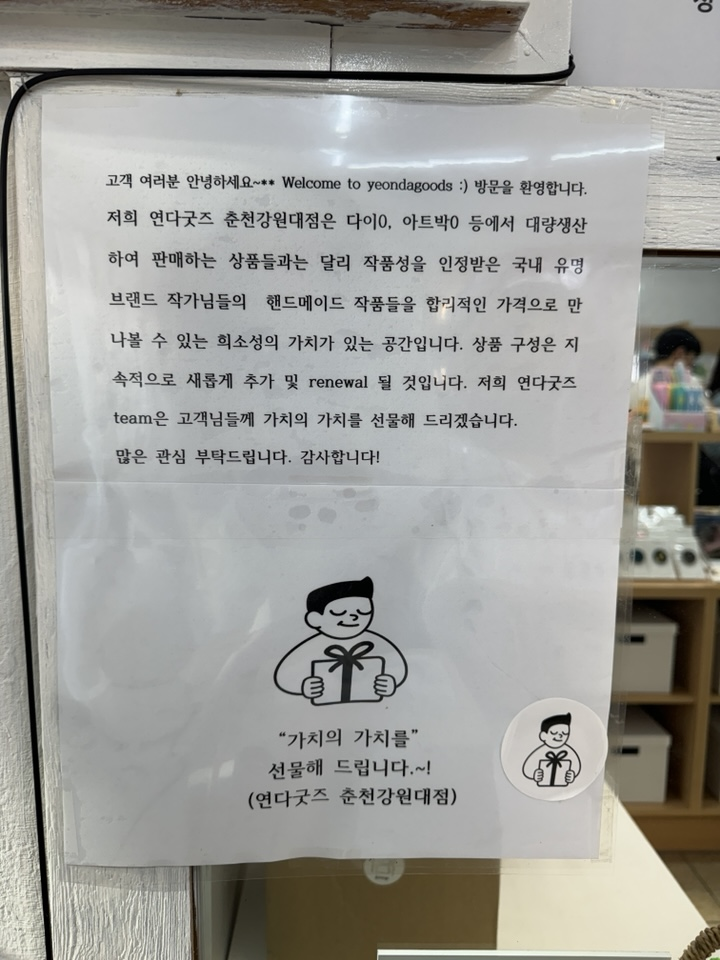 고객 여러분 안녕하세요~** Welcome to yeondagoods :) 방문을 환영합니다.
저희 연다굿즈 춘천강원대점은 다이0, 아트박0 등에서 대량생산
하여 판매하는 상품들과는 달리 작품성을 인정받은 국내 유명
브랜드 작가님들의 핸드메이드 작품들을 합리적인 가격으로 만
나볼 수 있는 희소성의 가치가 있는 공간입니다. 상품 구성은 지
속적으로 새롭게 추가 및 renewal 될 것입니다. 저희 연다굿즈
team은 고객님들께 가치의 가치를 선물해 드리겠습니다.
많은 관심 부탁드립니다. 감사합니다!
“가치의 가치를”
선물해 드립니다.~!
(연다굿즈 춘천강원대점)